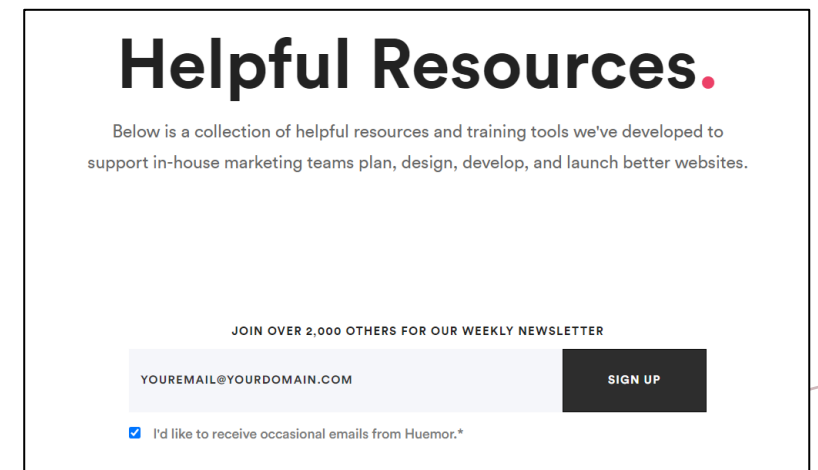 Helpful Resources.
Below is a collection of helpful resources and training tools we've developed to
support in-house marketing teams plan, design, develop, and launch better websites.
JOIN OVER 2,000 OTHERS FOR OUR WEEKLY NEWSLETTER
YOUREMAIL@YOURDOMAIN.COM
SIGN UP
I'd like to receive occasional emails from Huemor.*